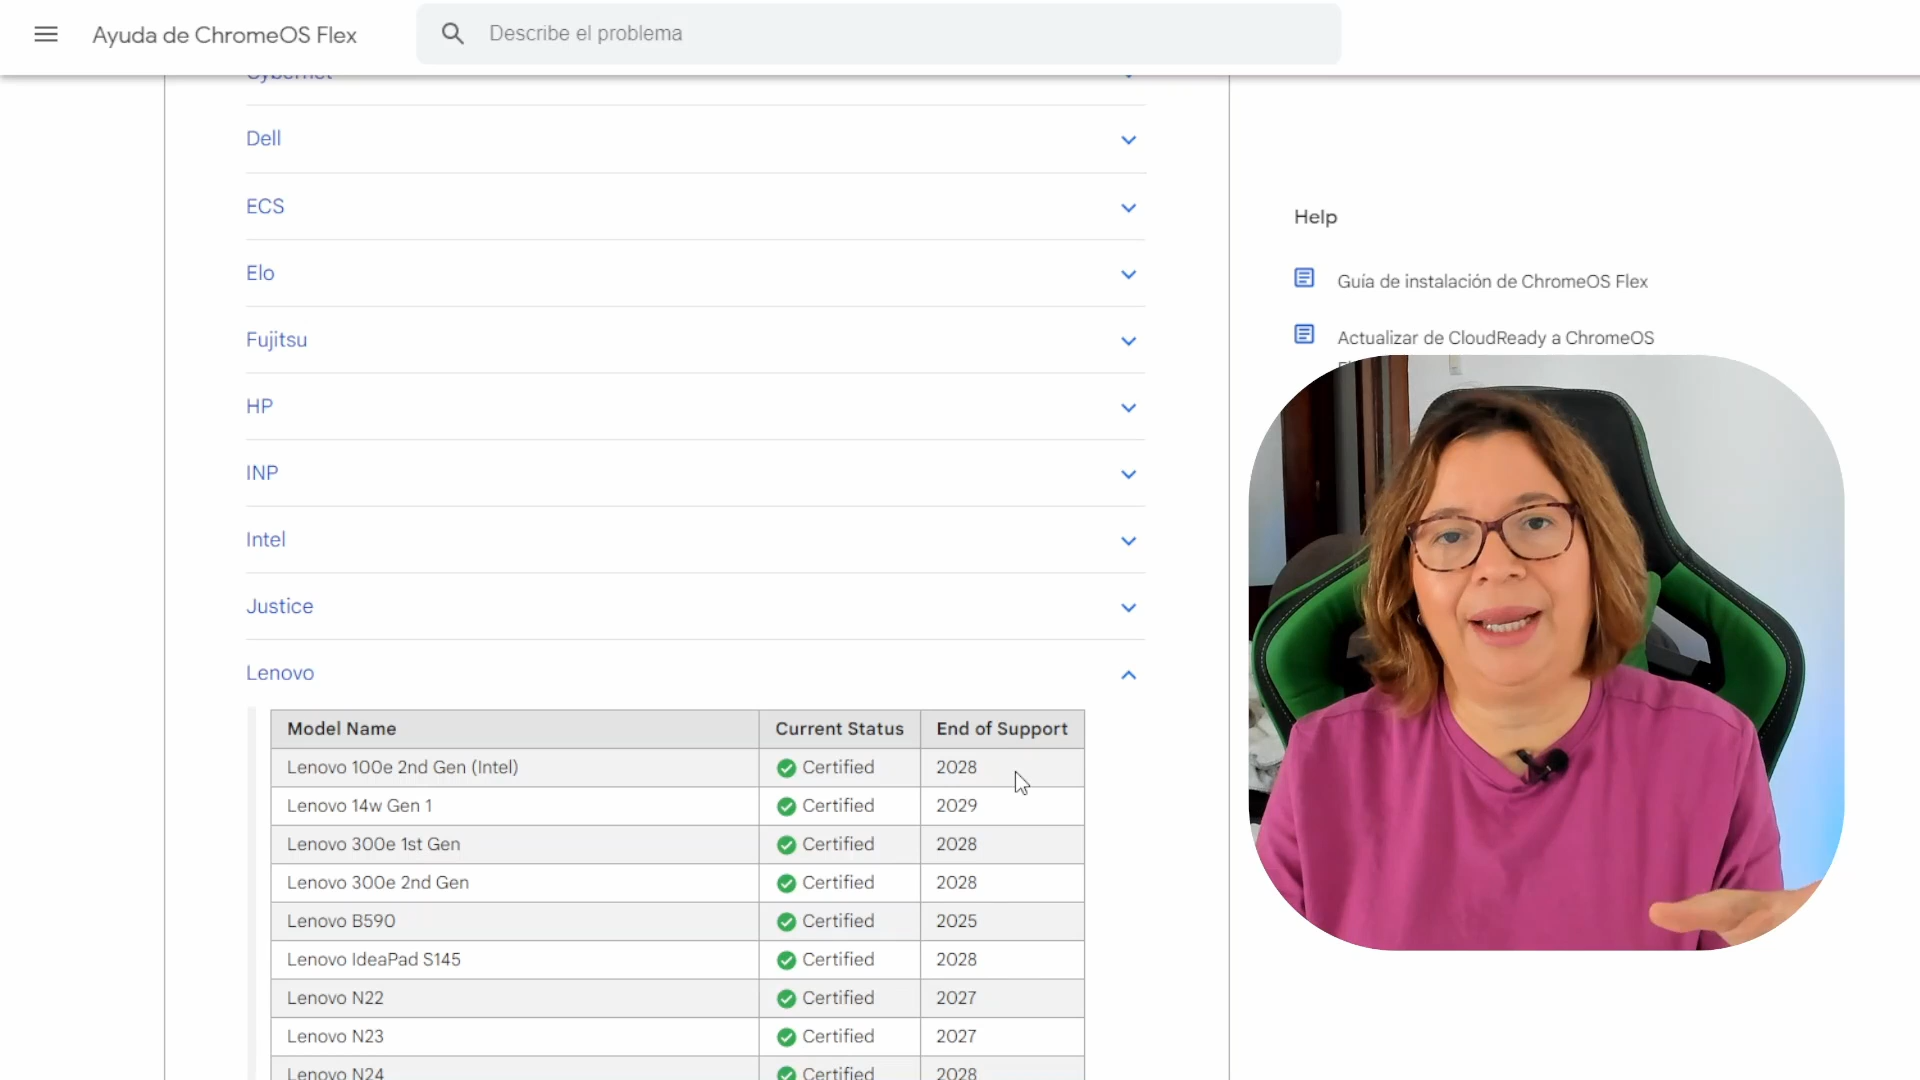 Ayuda de ChromeOS Flex
Describe el problema
Cybernet
Dell
ECS
Elo
Fujitsu
HP
INP
Intel
Justice
Lenovo
Model Name Current Status End of Support
Lenovo 100e 2nd Gen (Intel) Certified 2028
Lenovo 14w Gen 1 Certified 2029
Lenovo 300e 1st Gen Certified 2028
Lenovo 300e 2nd Gen Certified 2028
Lenovo B590 Certified 2025
Lenovo IdeaPad S145 Certified 2028
Lenovo N22 Certified 2027
Lenovo N23 Certified 2027
Lenovo N24 Certified 2028
Help
Guía de instalación de ChromeOS Flex
Actualizar de CloudReady a ChromeOS